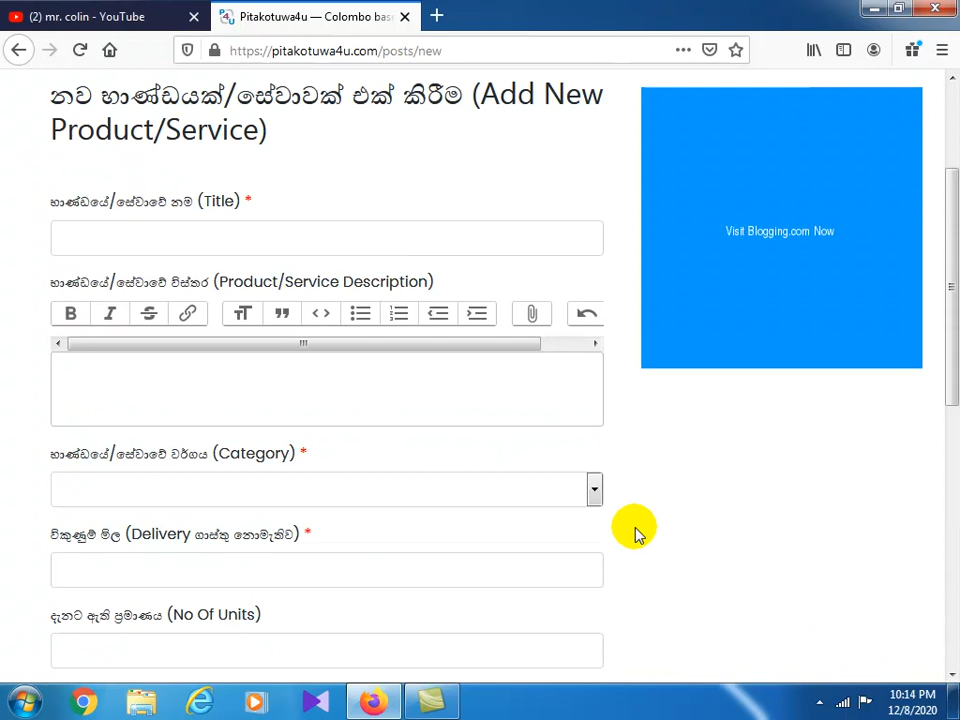 (2) mr. colin - YouTube
Pitakotuwa4u — Colombo bas
https://pitakotuwa4u.com/posts/new
නව භාණ්ඩයක්/සේවාවක් එක් කිරීම (Add New
Product/Service)
භාණ්ඩයේ/සේවාවේ නම (Title) *
භාණ්ඩයේ/සේවාවේ විස්තර (Product/Service Description)
භාණ්ඩයේ/සේවාවේ වර්ගය (Category) *
විකුණුම් මිල (Delivery ගාස්තු නොමැතිව) *
දැනට ඇති ප්‍රමාණය (No Of Units)
Visit Blogging.com Now
10:14 PM
12/8/2020